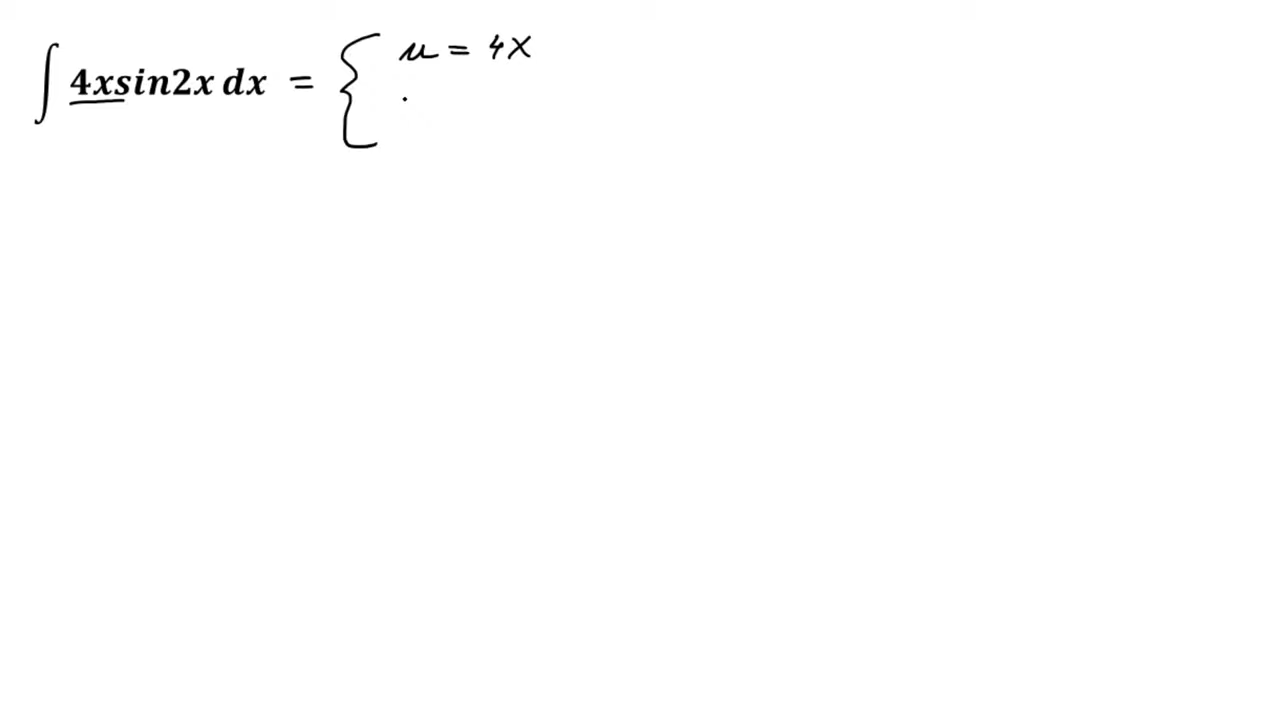 ∫ 4xsin2x dx = { u = 4x